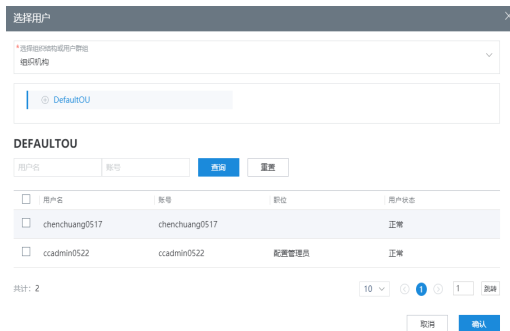 选择用户
*选择组织结构或用户群组
组织机构
DefaultOU
DEFAULTOU
用户名 账号 查询 重置
用户名 账号 职位 用户状态
chenchuang0517 chenchuang0517 正常
ccadmin0522 ccadmin0522 配置管理员 正常
共计：2 10 1 1 跳转
取消 确认